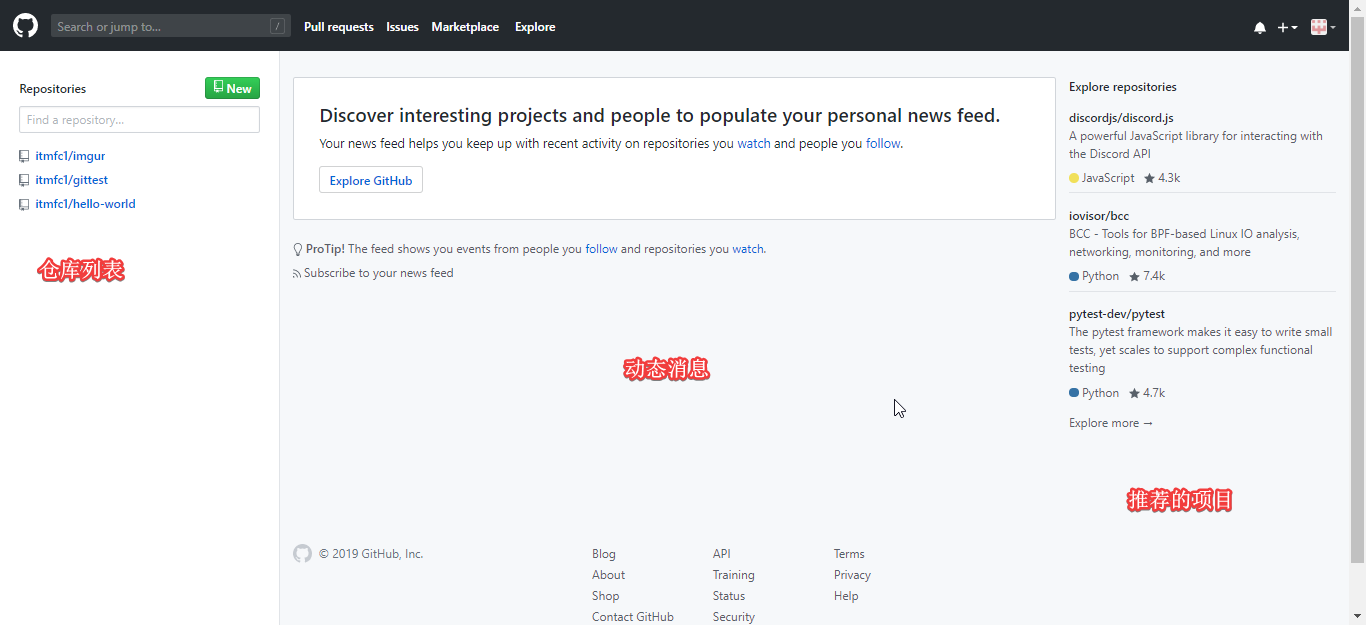 Search or jump to...
/
Pull requests
Issues
Marketplace
Explore
Repositories
New
Find a repository...
itmfc1/imgur
itmfc1/gittest
itmfc1/hello-world
仓库列表
Discover interesting projects and people to populate your personal news feed.
Your news feed helps you keep up with recent activity on repositories you watch and people you follow.
Explore GitHub
ProTip! The feed shows you events from people you follow and repositories you watch.
Subscribe to your news feed
动态消息
Explore repositories
discordjs/discord.js
A powerful JavaScript library for interacting with
the Discord API
JavaScript ★ 4.3k
iovisor/bcc
BCC - Tools for BPF-based Linux IO analysis,
networking, monitoring, and more
Python ★ 7.4k
pytest-dev/pytest
The pytest framework makes it easy to write small
tests, yet scales to support complex functional
testing
Python ★ 4.7k
Explore more →
推荐的项目
© 2019 GitHub, Inc.
Blog
About
Shop
Contact GitHub
API
Training
Status
Security
Terms
Privacy
Help